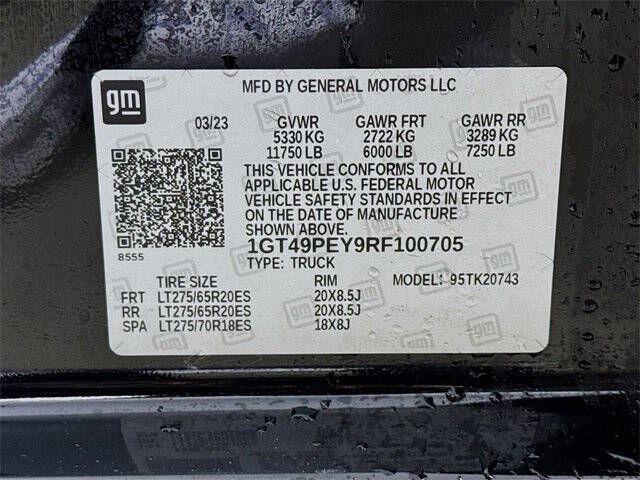 gm
MFD BY GENERAL MOTORS LLC
03/23 GVWR GAWR FRT GAWR RR
5330 KG 2722 KG 3289 KG
11750 LB 6000 LB 7250 LB
THIS VEHICLE CONFORMS TO ALL
APPLICABLE U.S. FEDERAL MOTOR
VEHICLE SAFETY STANDARDS IN EFFECT
ON THE DATE OF MANUFACTURE
SHOWN ABOVE.
8555
1GT49PEY9RF100705
TYPE: TRUCK MODEL: 95TK20743
TIRE SIZE RIM
FRT LT275/65R20ES 20X8.5J
RR LT275/65R20ES 20X8.5J
SPA LT275/70R18ES 18X8J